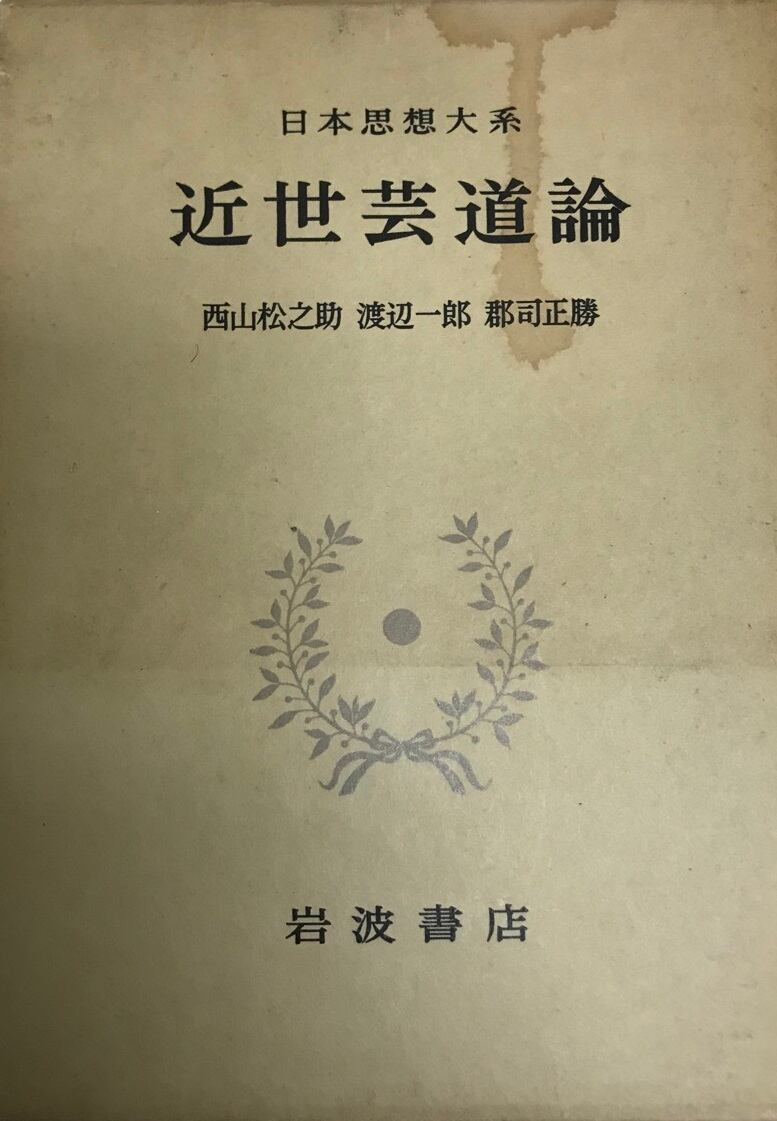 日本思想大系
近世芸道論
西山松之助 渡辺一郎 郡司正勝
岩波書店